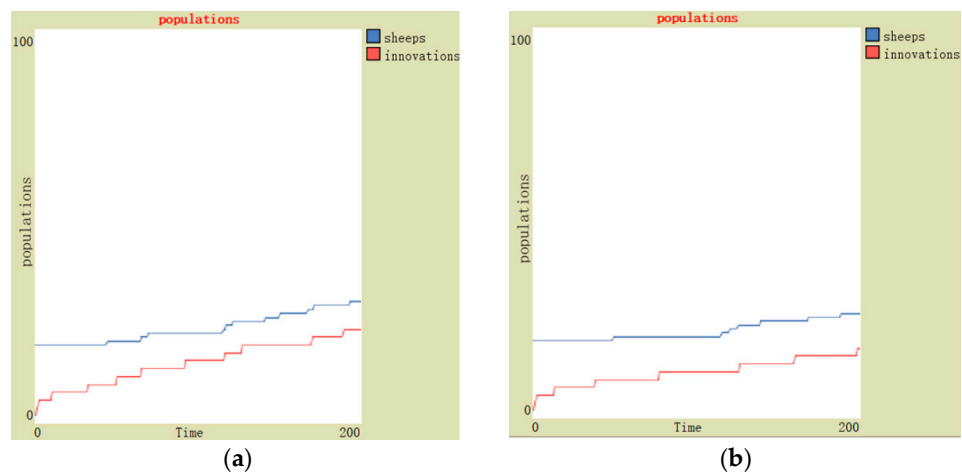 populations
100
sheeps
innovations
populations
0
0
Time
200
(a)
populations
100
sheeps
innovations
populations
0
0
Time
200
(b)